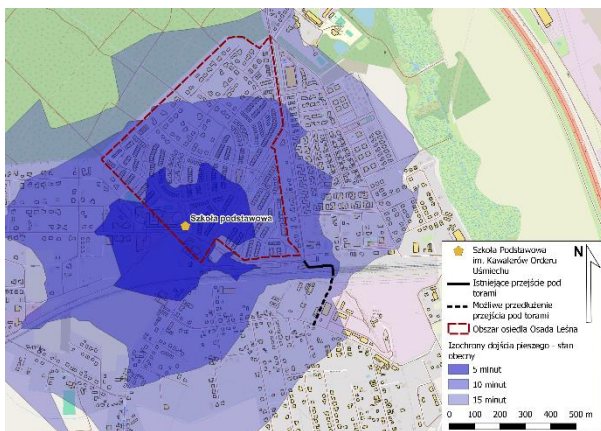 Szkoła podstawowa
Szkoła Podstawowa
im. Kawalerów Orderu
Uśmiechu
N
Istniejące przejście pod
torami
Możliwe przedłużenie
przejścia pod torami
Obszar osiedla Osada Leśna
Izochrony dojścia pieszego - stan
obecny
5 minut
10 minut
15 minut
0 100 200 300 400 500 m